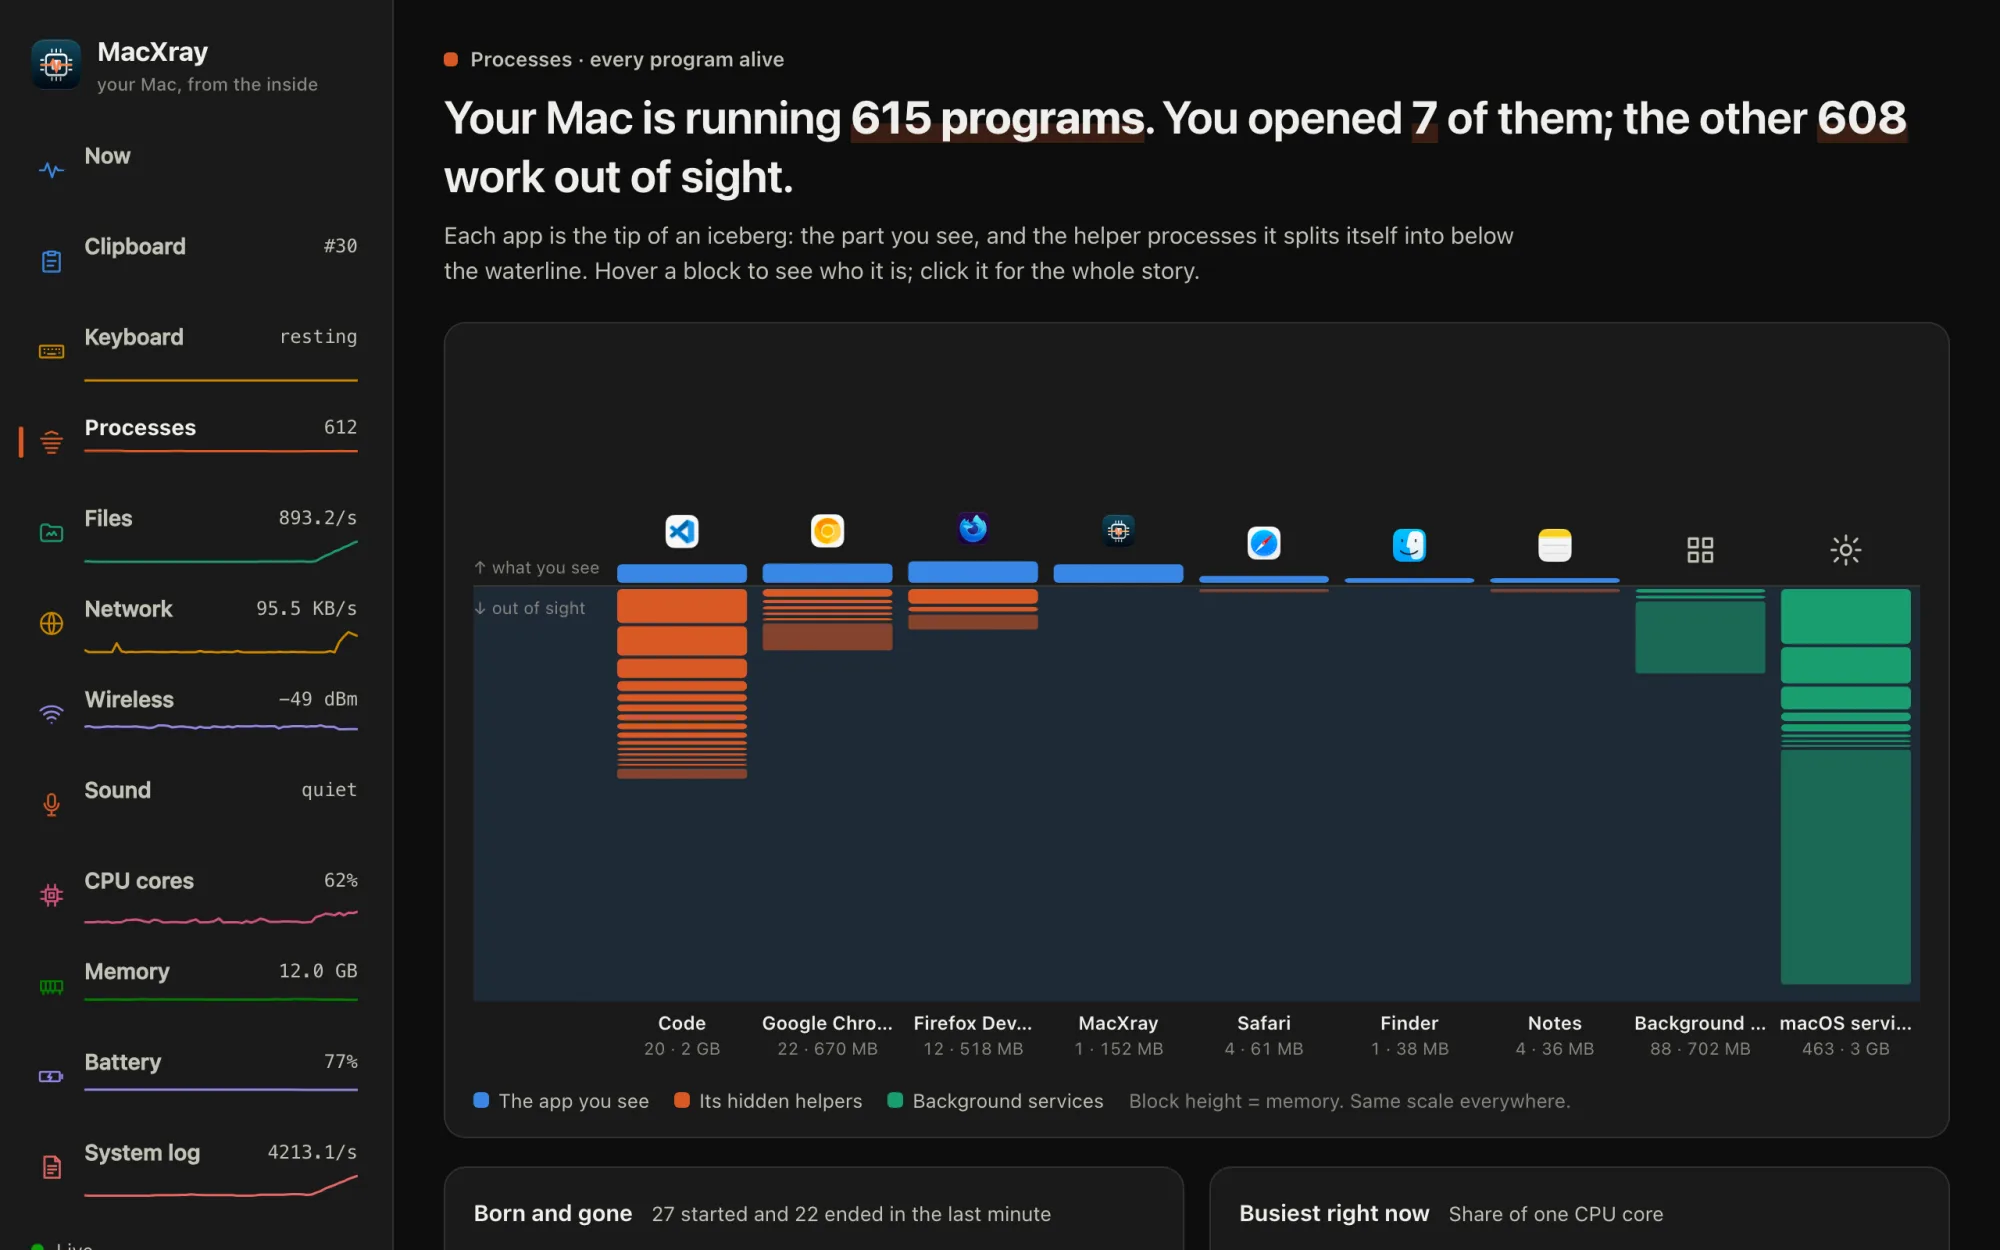 MacXray
your Mac, from the inside
Now
Clipboard #30
Keyboard resting
Processes 612
Files 893.2/s
Network 95.5 KB/s
Wireless −49 dBm
Sound quiet
CPU cores 62%
Memory 12.0 GB
Battery 77%
System log 4213.1/s
Processes · every program alive
Your Mac is running 615 programs. You opened 7 of them; the other 608
work out of sight.
Each app is the tip of an iceberg: the part you see, and the helper processes it splits itself into below
the waterline. Hover a block to see who it is; click it for the whole story.
↑ what you see
↓ out of sight
Code Google Chro... Firefox Dev... MacXray Safari Finder Notes Background ... macOS servi...
20 · 2 GB 22 · 670 MB 12 · 518 MB 1 · 152 MB 4 · 61 MB 1 · 38 MB 4 · 36 MB 88 · 702 MB 463 · 3 GB
The app you see Its hidden helpers Background services Block height = memory. Same scale everywhere.
Born and gone 27 started and 22 ended in the last minute
Busiest right now Share of one CPU core